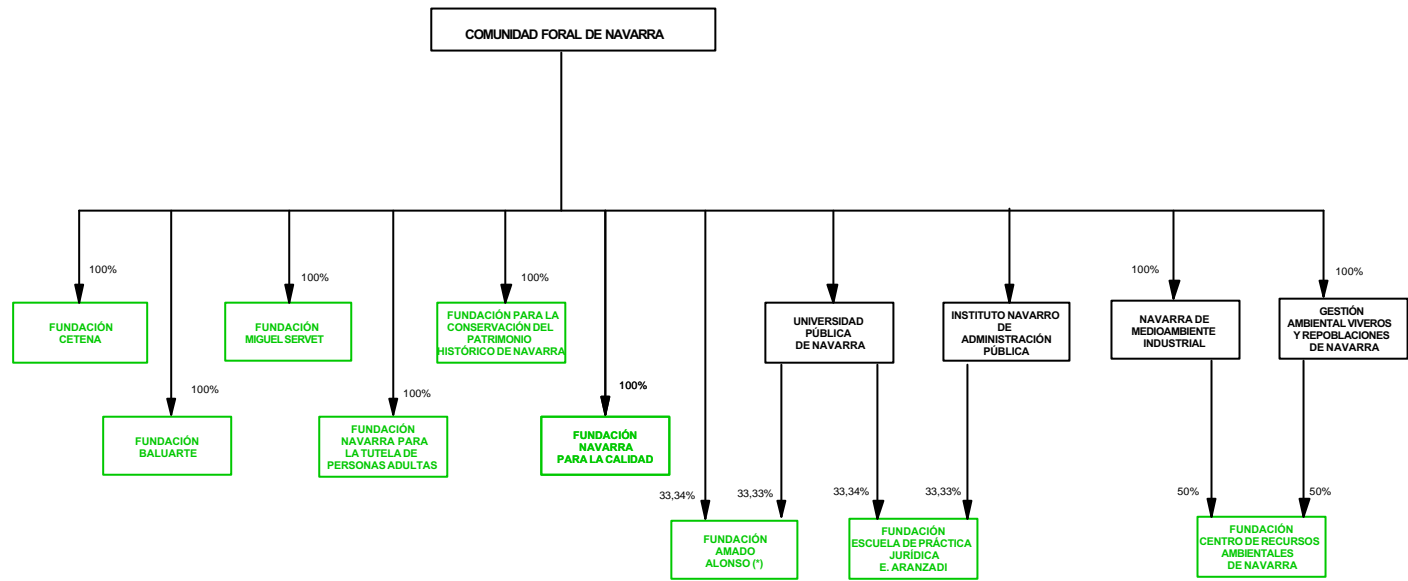 COMUNIDAD FORAL DE NAVARRA
100%
100%
100%
100%
100%
FUNDACIÓN
CETENA
FUNDACIÓN
MIGUEL SERVET
FUNDACIÓN PARA LA
CONSERVACIÓN DEL
PATRIMONIO
HISTÓRICO DE NAVARRA
UNIVERSIDAD
PÚBLICA
DE NAVARRA
INSTITUTO NAVARRO
DE
ADMINISTRACIÓN
PÚBLICA
NAVARRA DE
MEDIOAMBIENTE
INDUSTRIAL
GESTIÓN
AMBIENTAL VIVEROS
Y REPOBLACIONES
DE NAVARRA
100%
100%
100%
FUNDACIÓN
BALUARTE
FUNDACIÓN
NAVARRA PARA
LA TUTELA DE
PERSONAS ADULTAS
FUNDACIÓN
NAVARRA
PARA LA CALIDAD
33,34%
33,33%
33,34%
33,33%
50%
50%
FUNDACIÓN
AMADO
ALONSO (*)
FUNDACIÓN
ESCUELA DE PRÁCTICA
JURÍDICA
E. ARANZADI
FUNDACIÓN
CENTRO DE RECURSOS
AMBIENTALES
DE NAVARRA